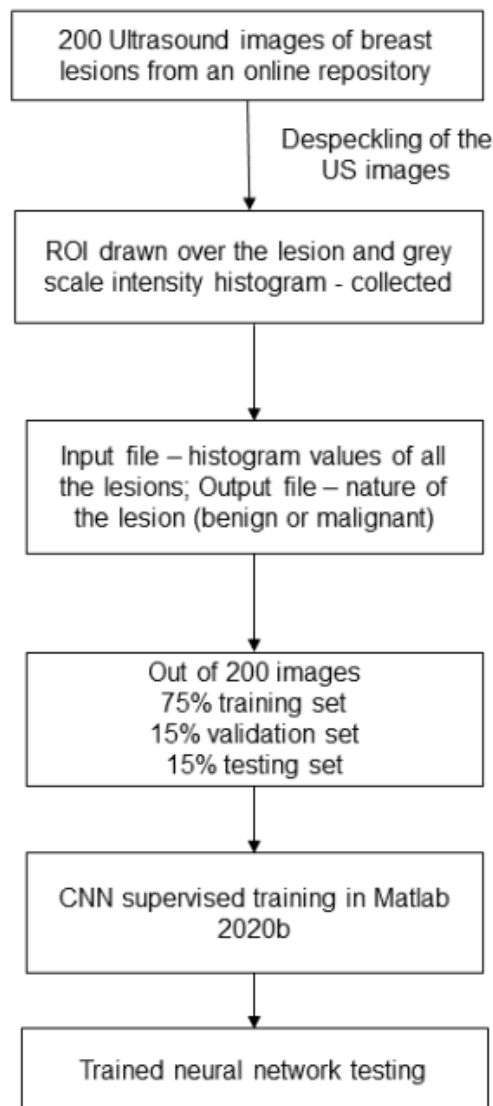 200 Ultrasound images of breast
lesions from an online repository
Despeckling of the
US images
ROI drawn over the lesion and grey
scale intensity histogram - collected
Input file – histogram values of all
the lesions; Output file – nature of
the lesion (benign or malignant)
Out of 200 images
75% training set
15% validation set
15% testing set
CNN supervised training in Matlab
2020b
Trained neural network testing